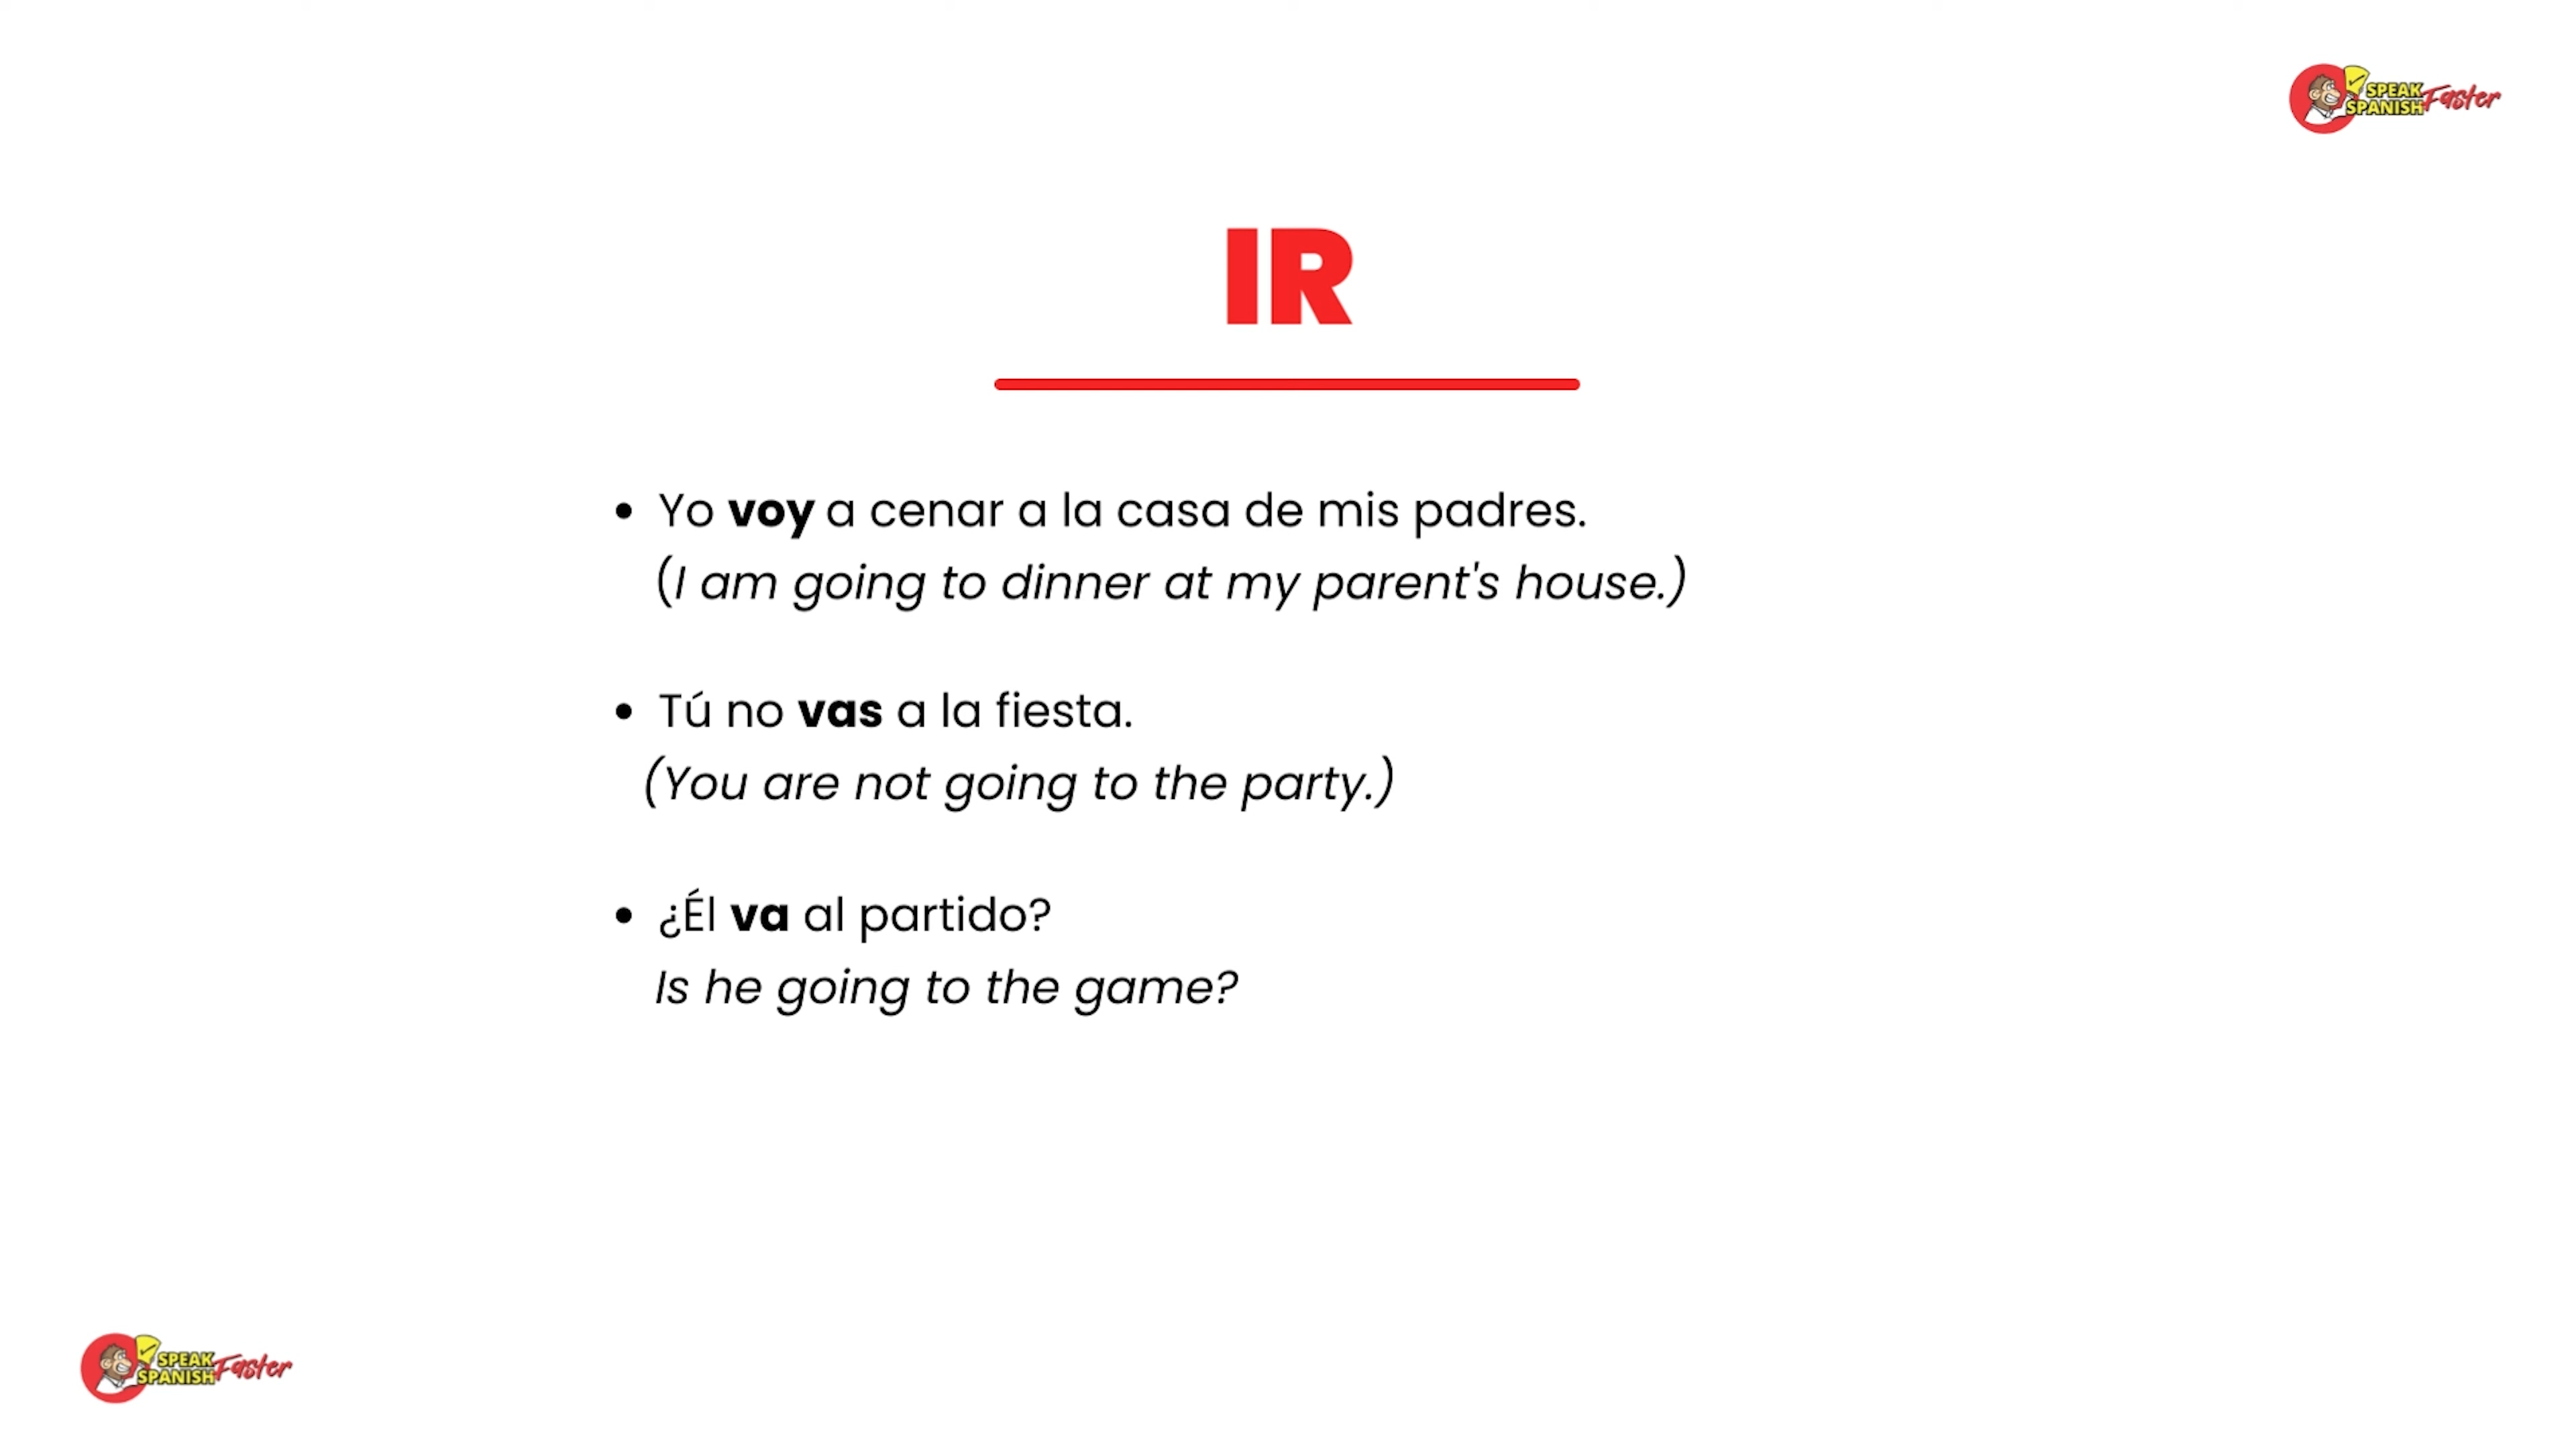 SPEAK
SPANISH Faster
IR
• Yo voy a cenar a la casa de mis padres.
(I am going to dinner at my parent's house.)
• Tú no vas a la fiesta.
(You are not going to the party.)
• ¿Él va al partido?
Is he going to the game?
SPEAK
SPANISH Faster